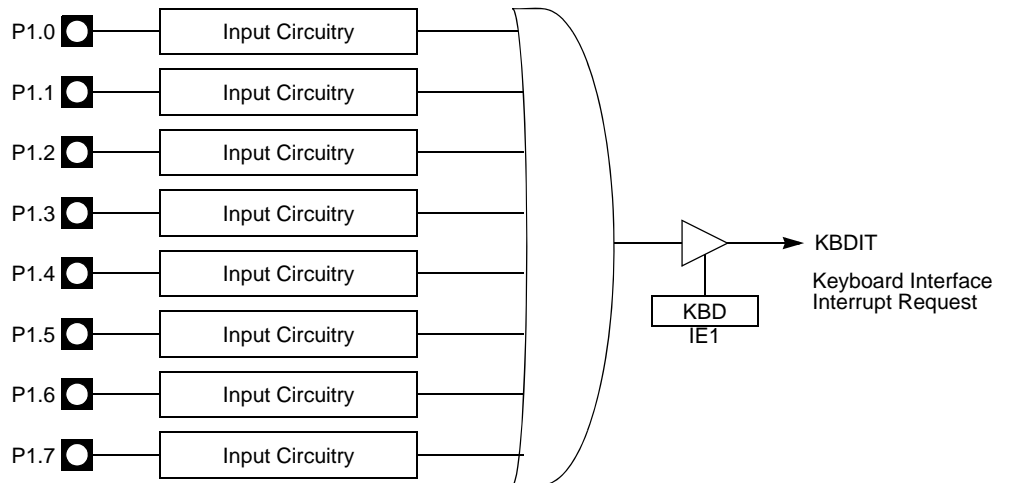 P1.0 Input Circuitry
P1.1 Input Circuitry
P1.2 Input Circuitry
P1.3 Input Circuitry
P1.4 Input Circuitry
P1.5 Input Circuitry
P1.6 Input Circuitry
P1.7 Input Circuitry
KBDIT
Keyboard Interface
Interrupt Request
KBD
IE1